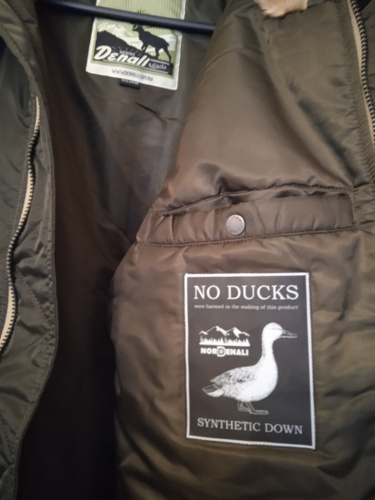 Denali
NO DUCKS
were harmed in the making of this product
NORDENALI
SYNTHETIC DOWN